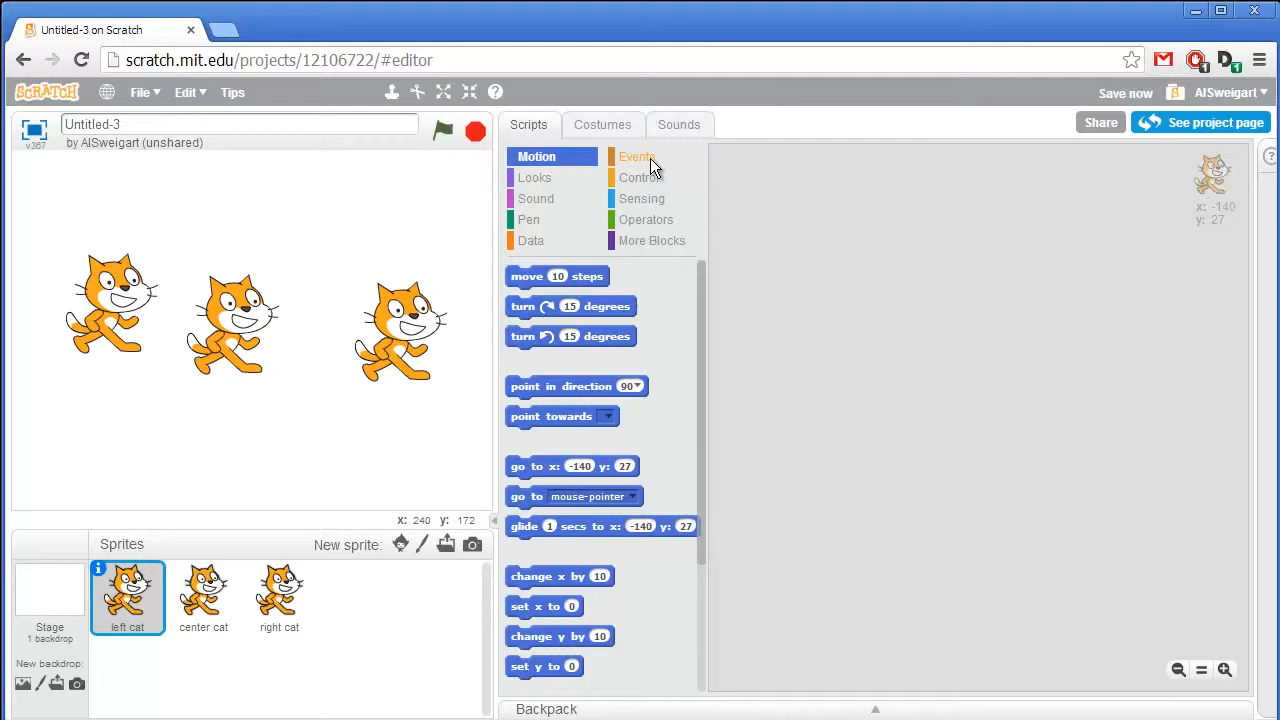 Untitled-3 on Scratch
scratch.mit.edu/projects/12106722/#editor
1
1
SCRATCH
File
Edit
Tips
Save now
AlSweigart
Untitled-3
by AlSweigart (unshared)
v387
Scripts
Costumes
Sounds
Share
See project page
Motion
Events
Looks
Control
Sound
Sensing
Pen
Operators
Data
More Blocks
x: -140
y: 27
move 10 steps
turn 15 degrees
turn 15 degrees
point in direction 90
point towards
go to x: -140 y: 27
go to mouse-pointer
glide 1 secs to x: -140 y: 27
change x by 10
set x to 0
change y by 10
set y to 0
x: 240 y: 172
Sprites
New sprite:
Stage
1 backdrop
New backdrop:
left cat
center cat
right cat
Backpack